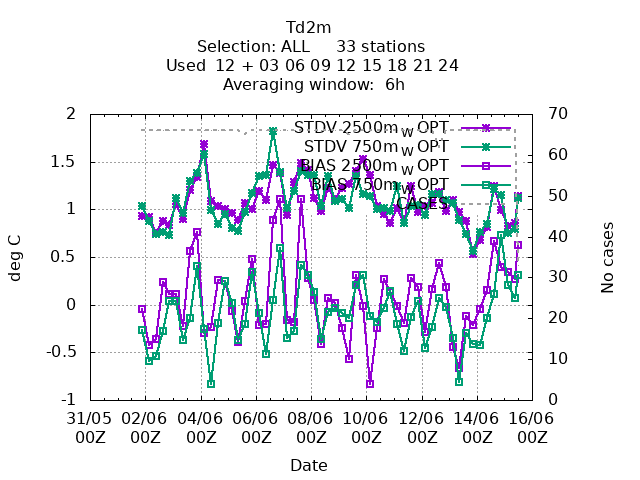 Td2m
Selection: ALL 33 stations
Used 12 + 03 06 09 12 15 18 21 24
Averaging window: 6h
STDV 2500m W OPT
STDV 750m W OPT
BIAS 2500m W OPT
BIAS 750m W OPT
CASES
deg C
No cases
2
1.5
1
0.5
0
-0.5
-1
70
60
50
40
30
20
10
0
31/05 02/06 04/06 06/06 08/06 10/06 12/06 14/06 16/06
00Z 00Z 00Z 00Z 00Z 00Z 00Z 00Z 00Z
Date